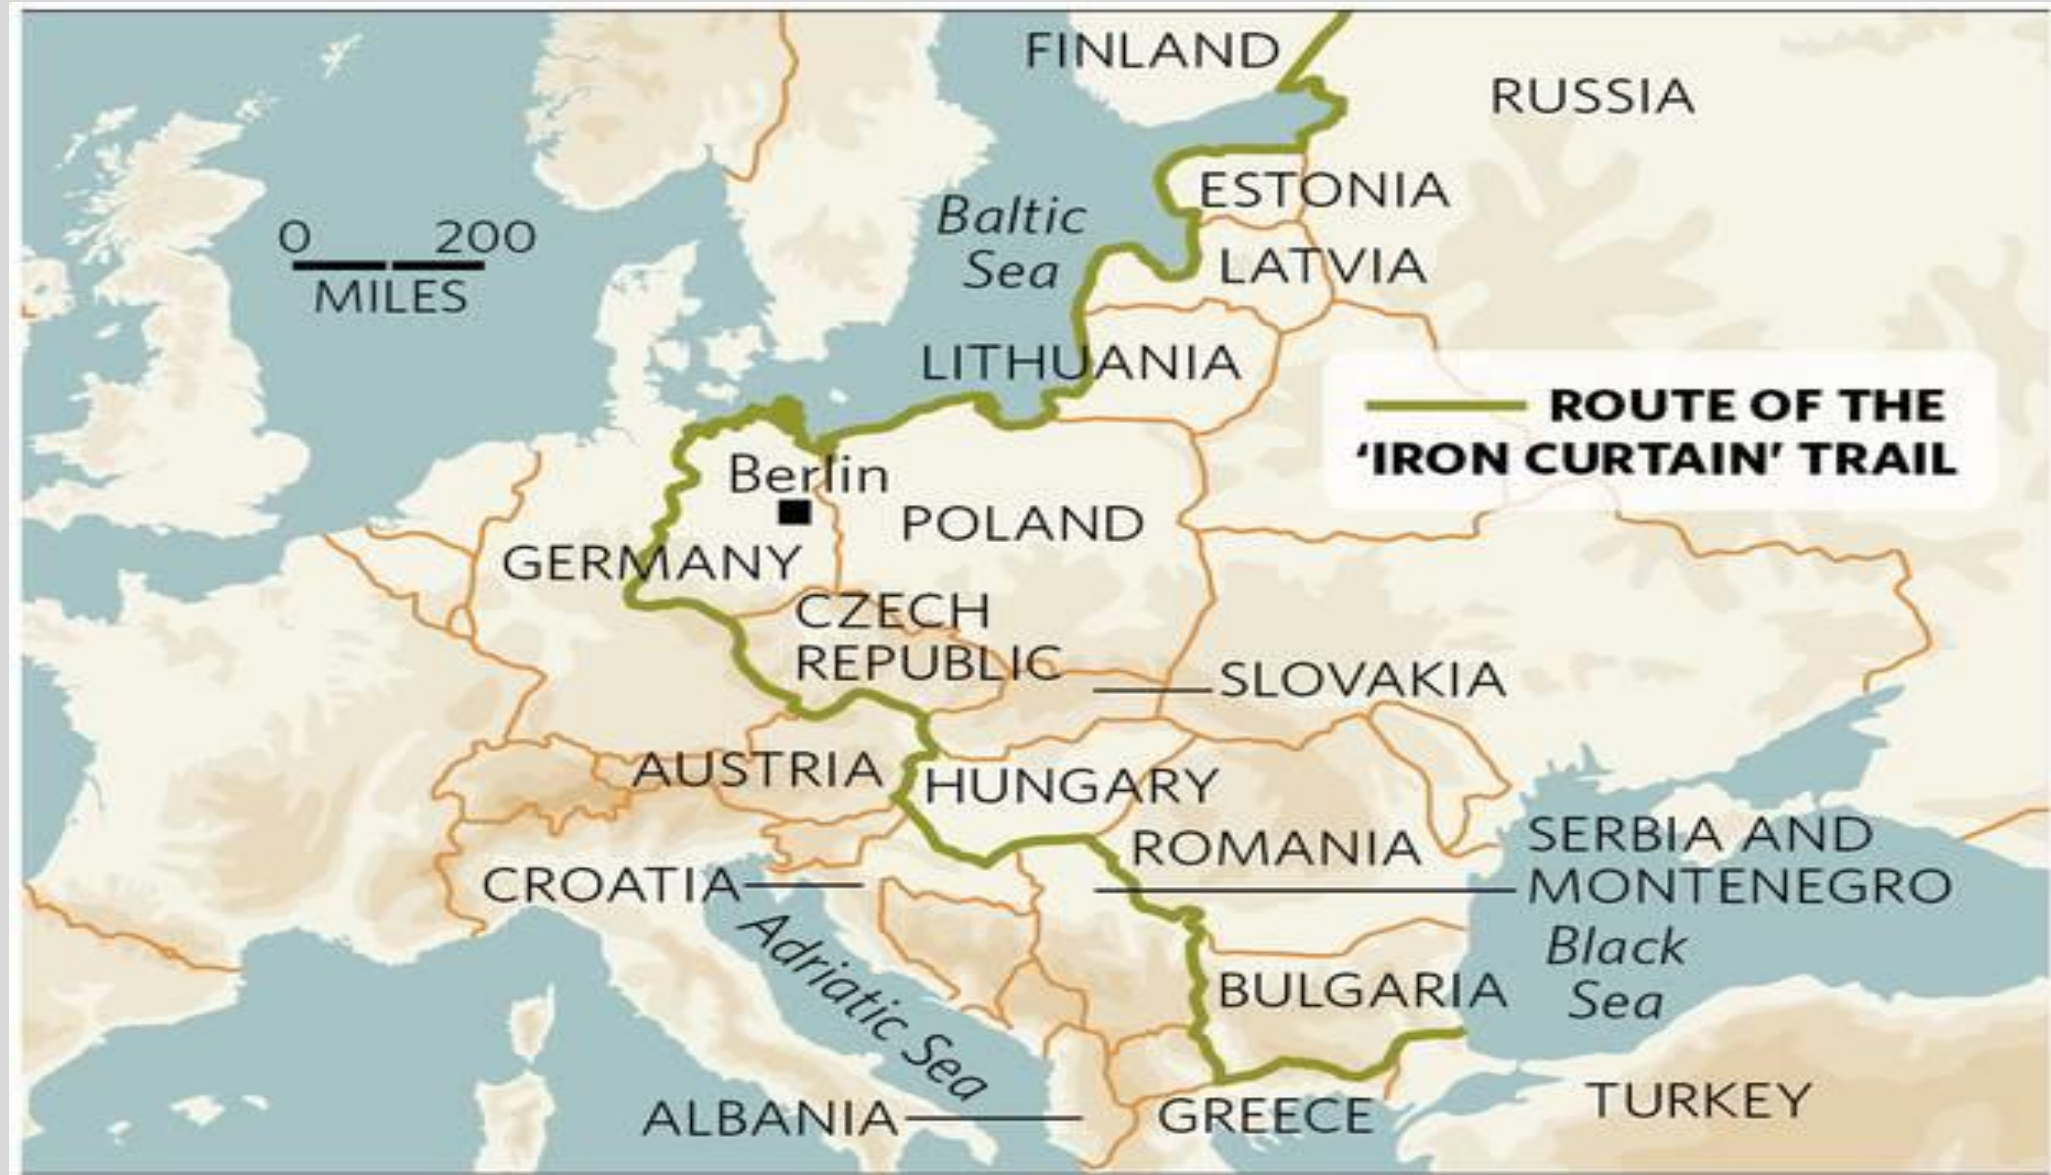 FINLAND
RUSSIA
ESTONIA
Baltic
Sea
0 200
MILES
LATVIA
LITHUANIA
ROUTE OF THE
‘IRON CURTAIN’ TRAIL
Berlin
POLAND
GERMANY
CZECH
REPUBLIC
SLOVAKIA
AUSTRIA
HUNGARY
ROMANIA
SERBIA AND
MONTENEGRO
CROATIA
Adriatic Sea
Black
Sea
BULGARIA
ALBANIA
GREECE
TURKEY